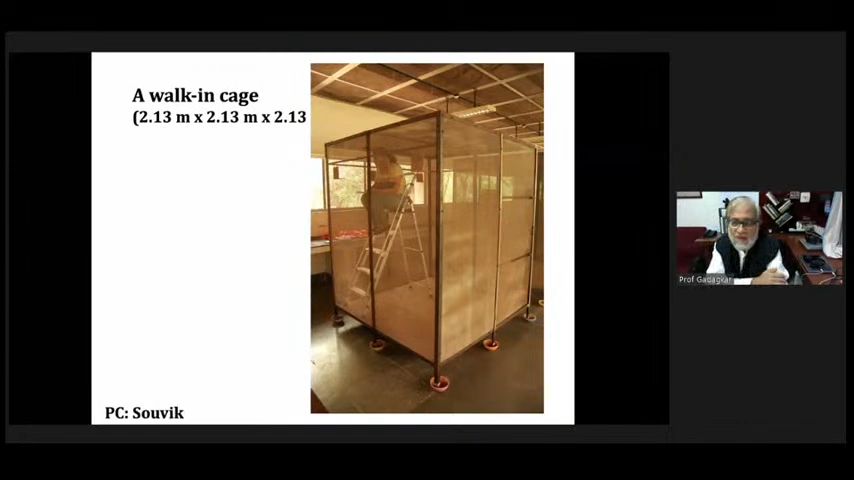 A walk-in cage
(2.13 m x 2.13 m x 2.13
PC: Souvik
Prof Gadagkar